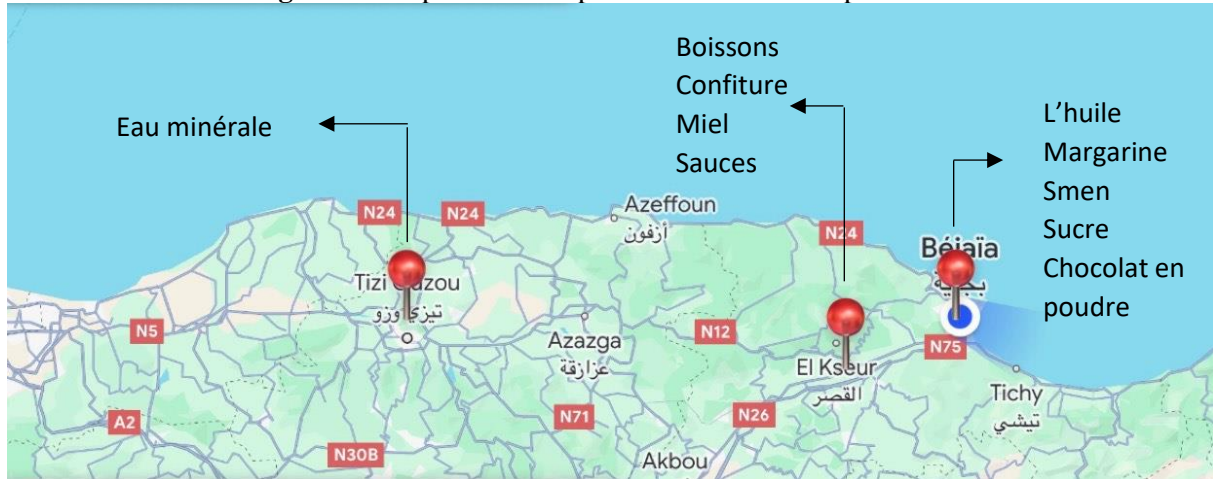 Boissons
Confiture
Miel
Sauces
Eau minérale
L’huile
Margarine
Smen
Sucre
Chocolat en
poudre
Azeffoun
أزفون
N24
N24
N24
Béjaïa
بجاية
Tizi Ouzou
تيزي وزو
N5
Azazga
عزازقة
N12
N75
El Kseur
القصر
Tichy
تيشي
A2
N71
N26
N30B
Akbou